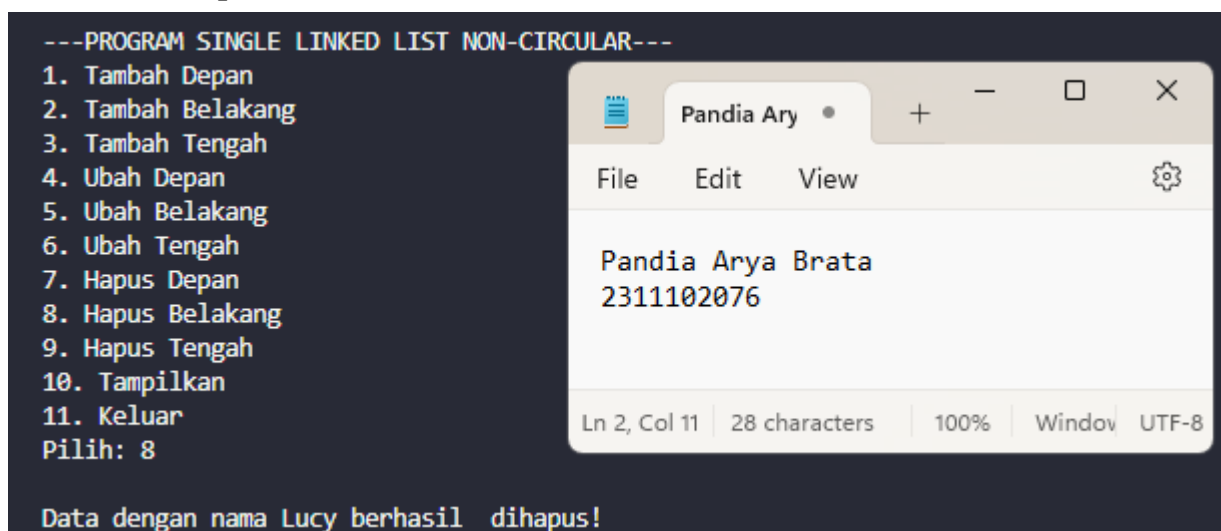 ---PROGRAM SINGLE LINKED LIST NON-CIRCULAR---
1. Tambah Depan
2. Tambah Belakang
3. Tambah Tengah
4. Ubah Depan
5. Ubah Belakang
6. Ubah Tengah
7. Hapus Depan
8. Hapus Belakang
9. Hapus Tengah
10. Tampilkan
11. Keluar
Pilih: 8
Data dengan nama Lucy berhasil  dihapus!
Pandia Ary
File Edit View
Pandia Arya Brata
2311102076
Ln 2, Col 11 28 characters 100% Window UTF-8